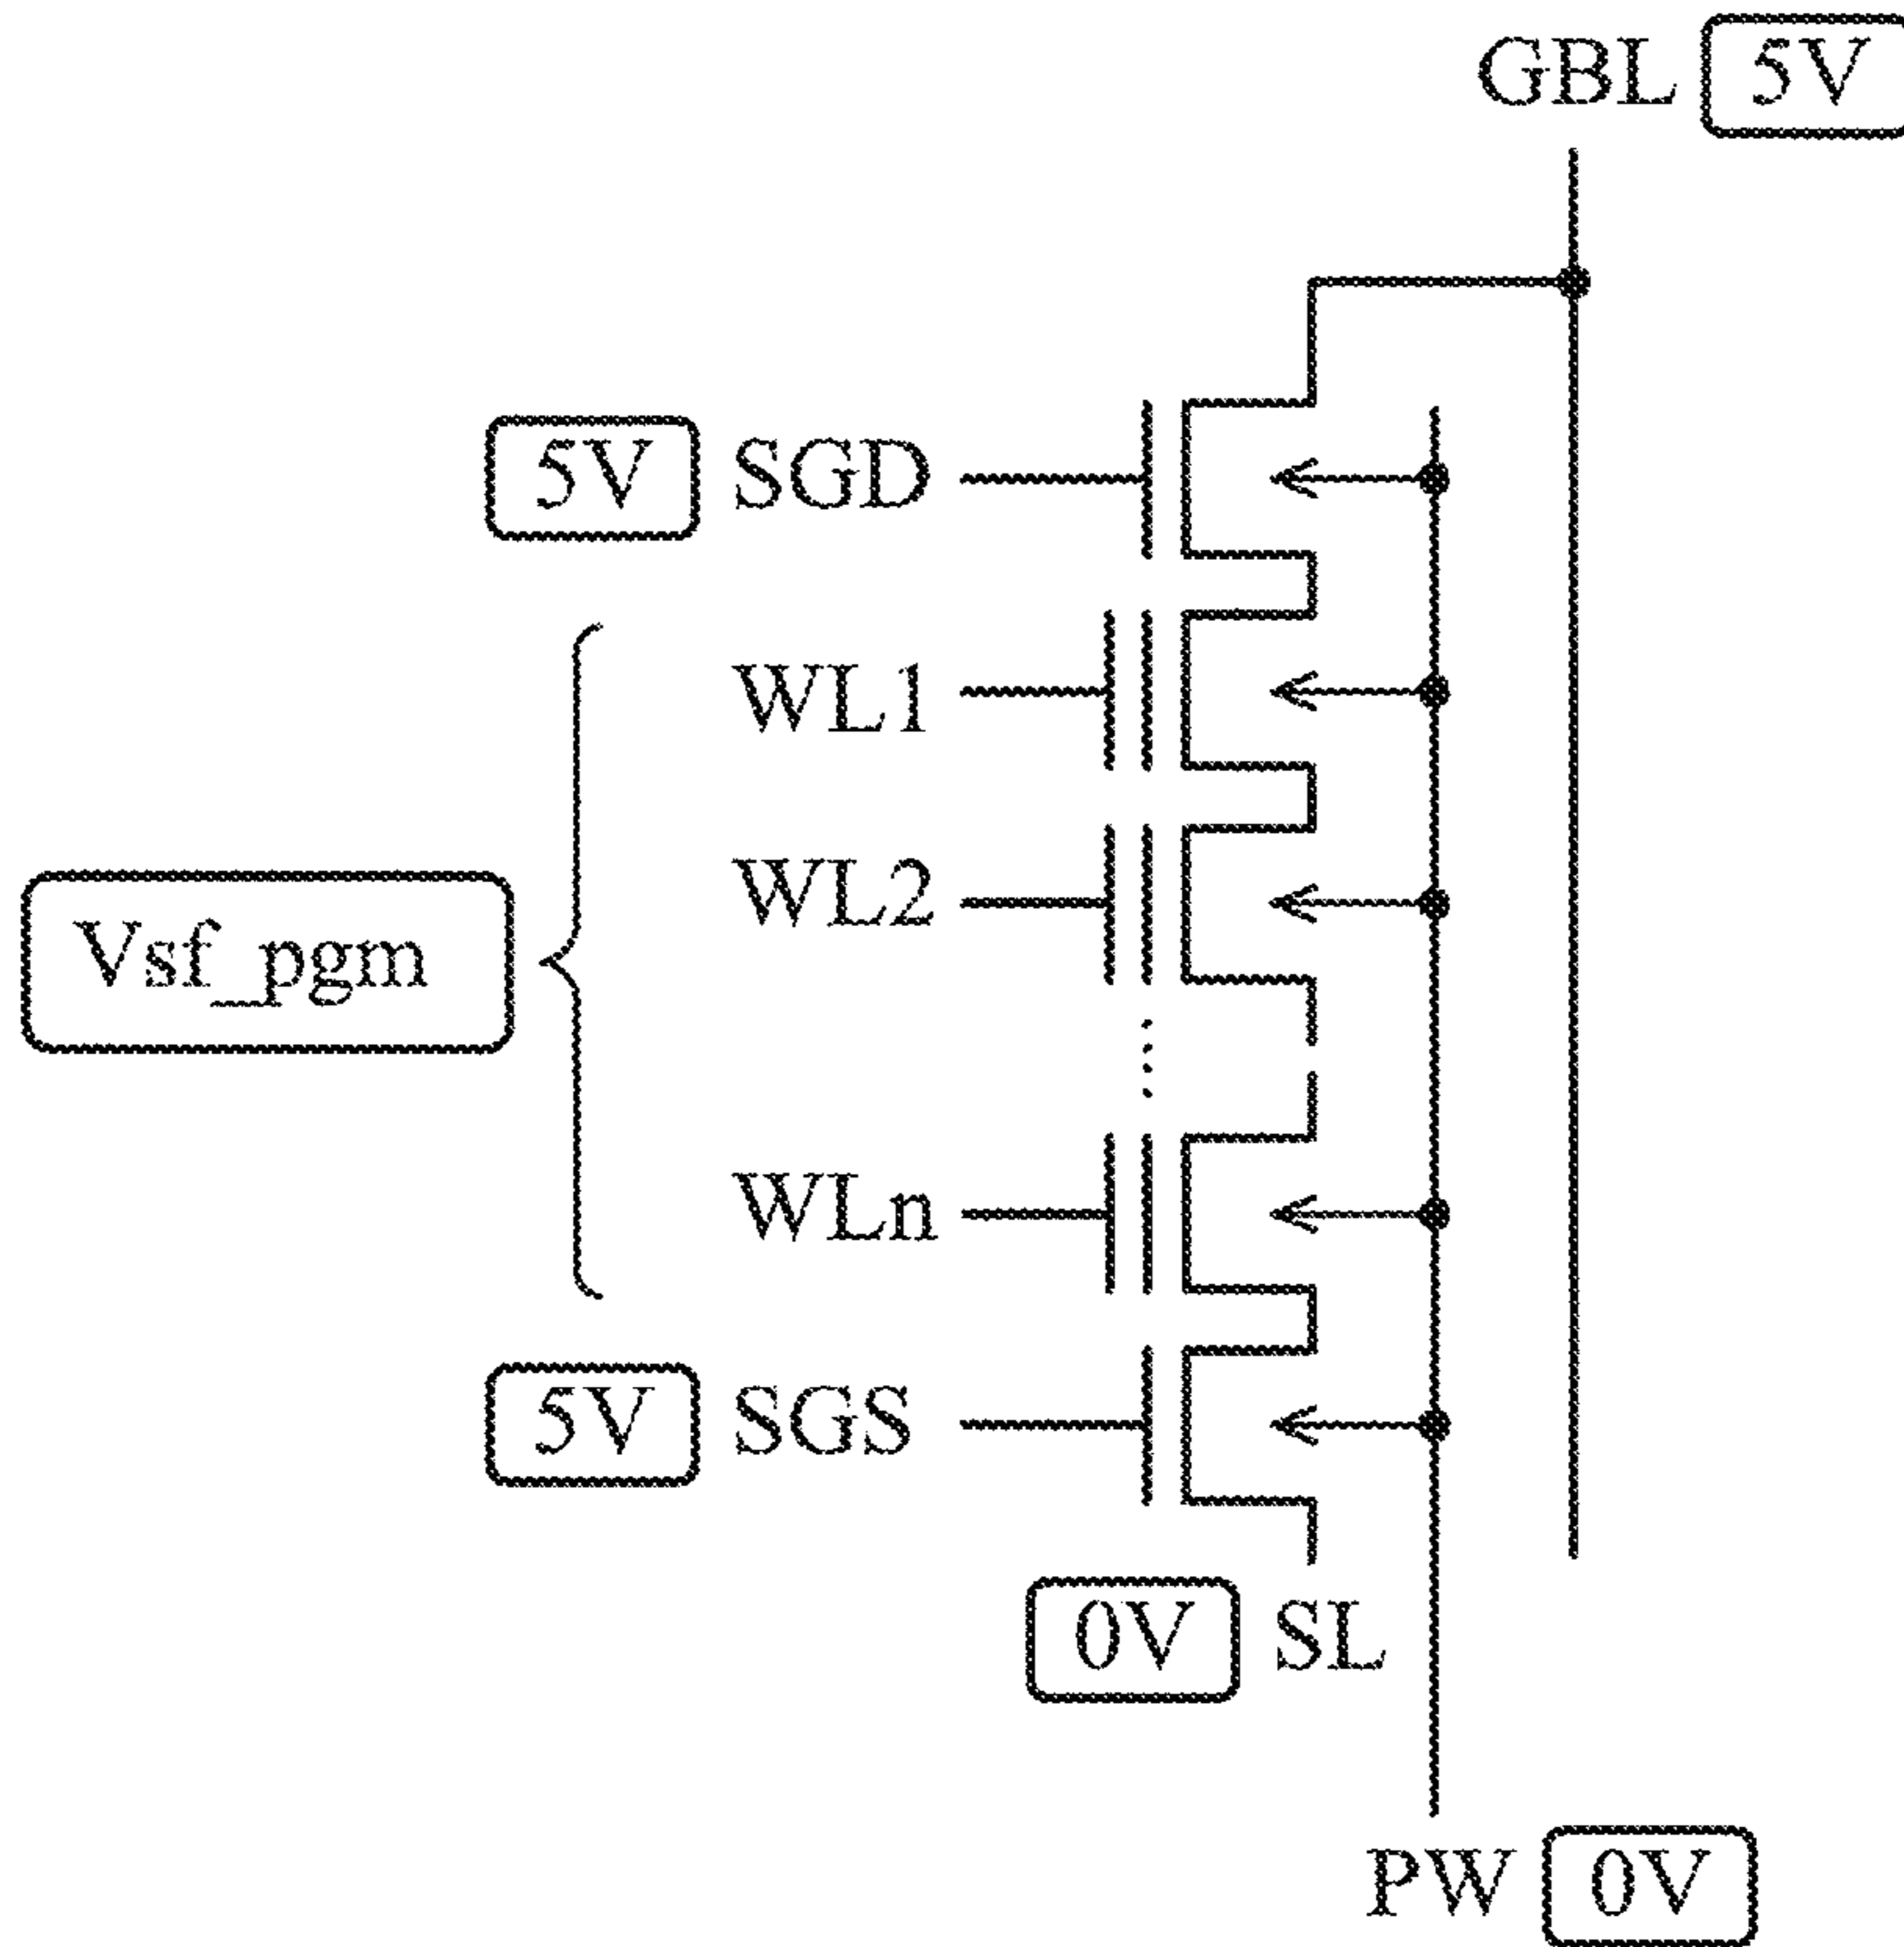 GBL 5V
5V SGD
WL1
WL2
Vsf_pgm
WLn
5V SGS
0V SL
PW 0V